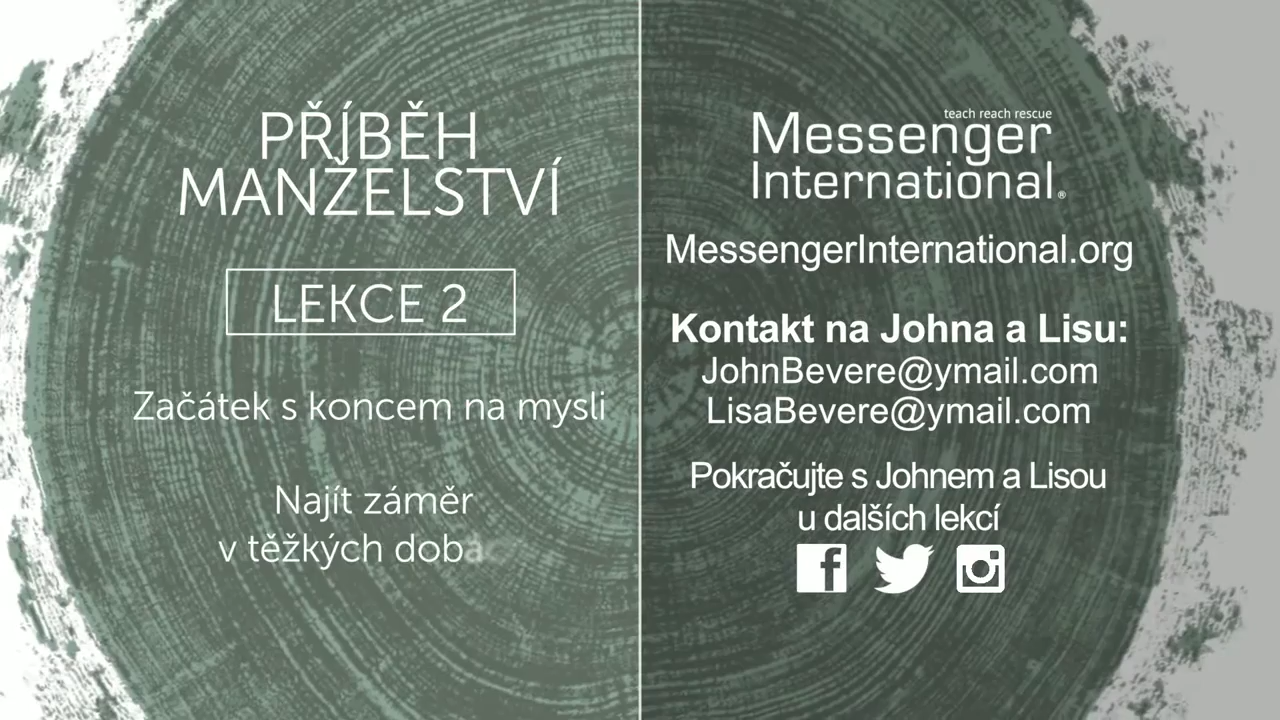 PŘÍBĚH
MANŽELSTVÍ
LEKCE 2
Začátek s koncem na mysli
Najít záměr
v těžkých
teach reach rescue
Messenger
International®
MessengerInternational.org
Kontakt na Johna a Lisu:
JohnBevere@ymail.com
LisaBevere@ymail.com
Pokračujte s Johnem a Lisou
u dalších lekcí